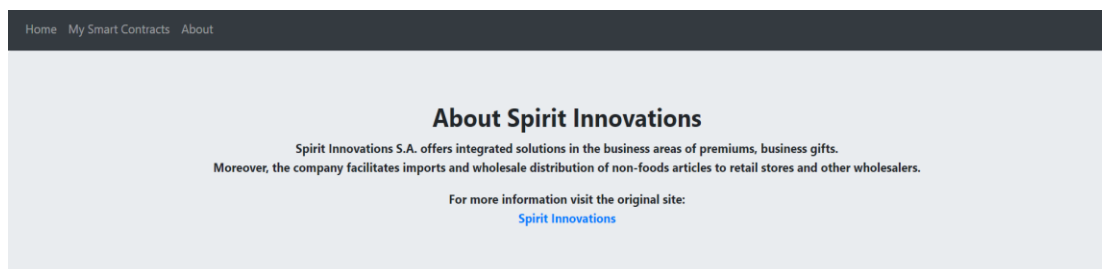 Home My Smart Contracts About
About Spirit Innovations
Spirit Innovations S.A. offers integrated solutions in the business areas of premiums, business gifts.
Moreover, the company facilitates imports and wholesale distribution of non-foods articles to retail stores and other wholesalers.
For more information visit the original site:
Spirit Innovations